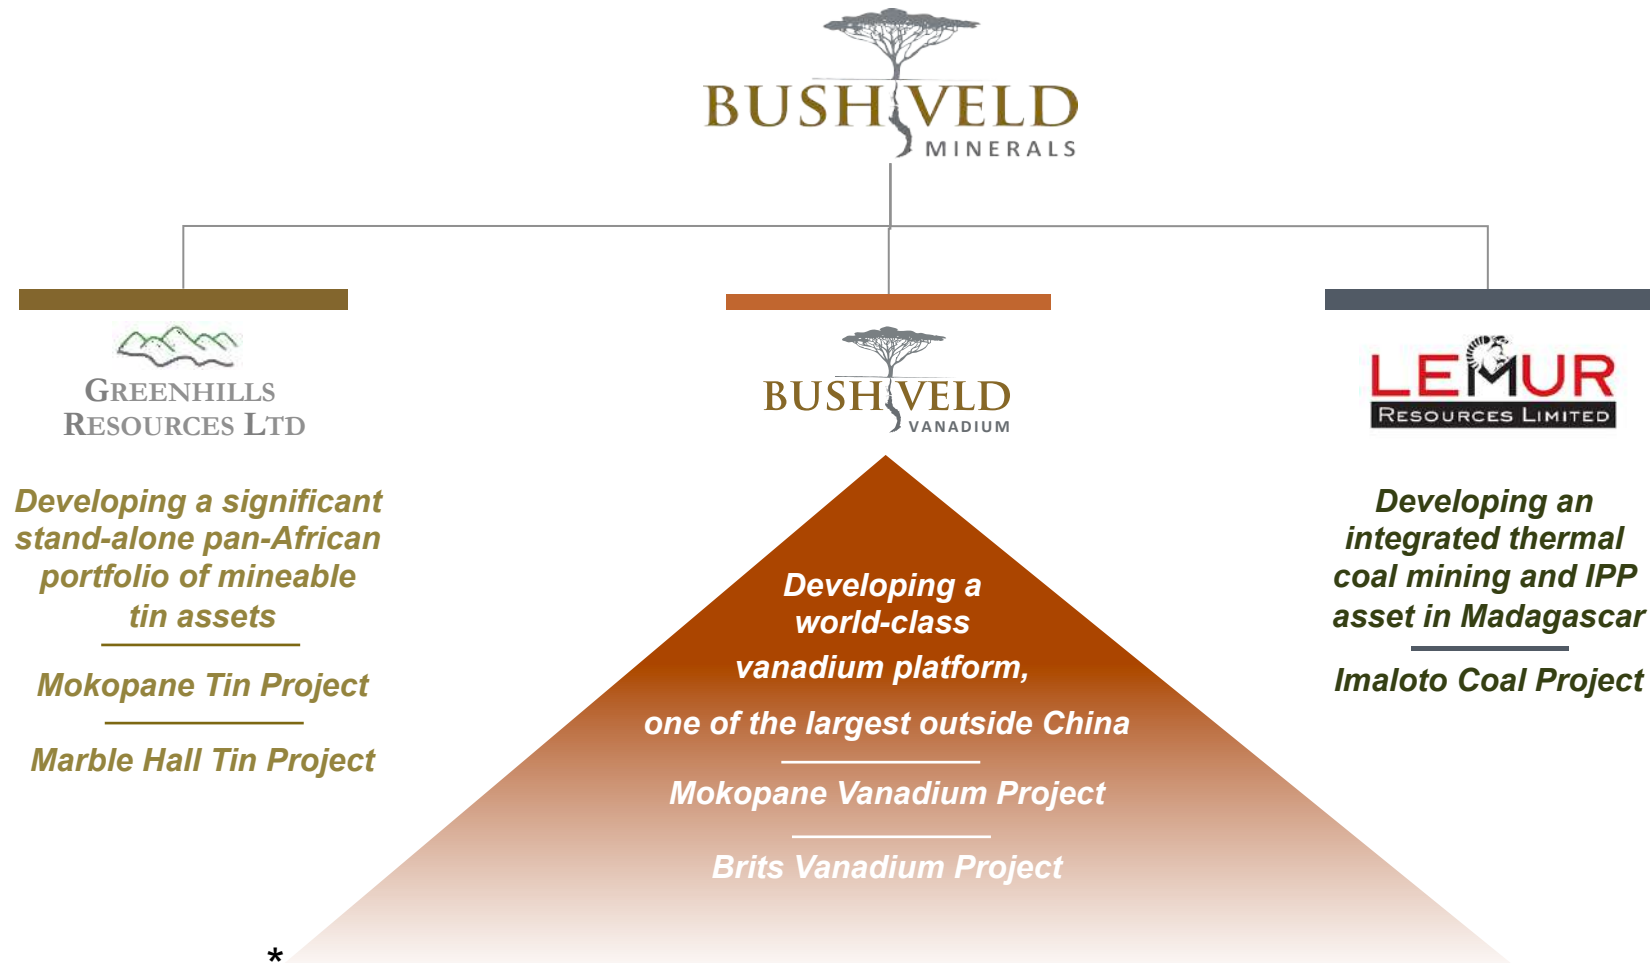 BUSHVELD
MINERALS
GREENHILLS
RESOURCES LTD
Developing a significant
stand-alone pan-African
portfolio of mineable
tin assets
Mokopane Tin Project
Marble Hall Tin Project
BUSHVELD
VANADIUM
Developing a
world-class
vanadium platform,
one of the largest outside China
Mokopane Vanadium Project
Brits Vanadium Project
*
LEMUR
RESOURCES LIMITED
Developing an
integrated thermal
coal mining and IPP
asset in Madagascar
Imaloto Coal Project